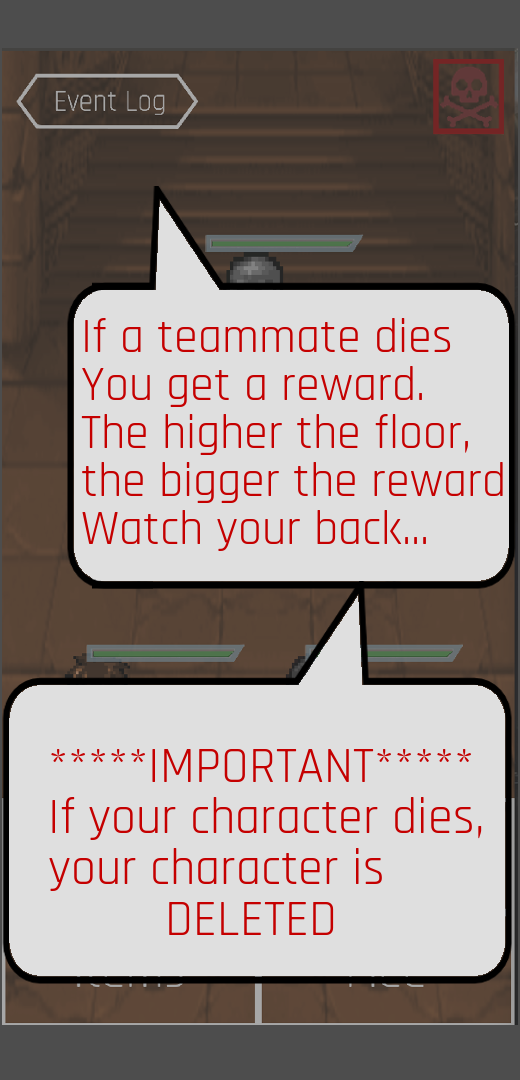 Event Log
If a teammate dies
You get a reward.
The higher the floor,
the bigger the reward
Watch your back...
*****IMPORTANT*****
If your character dies,
your character is
DELETED